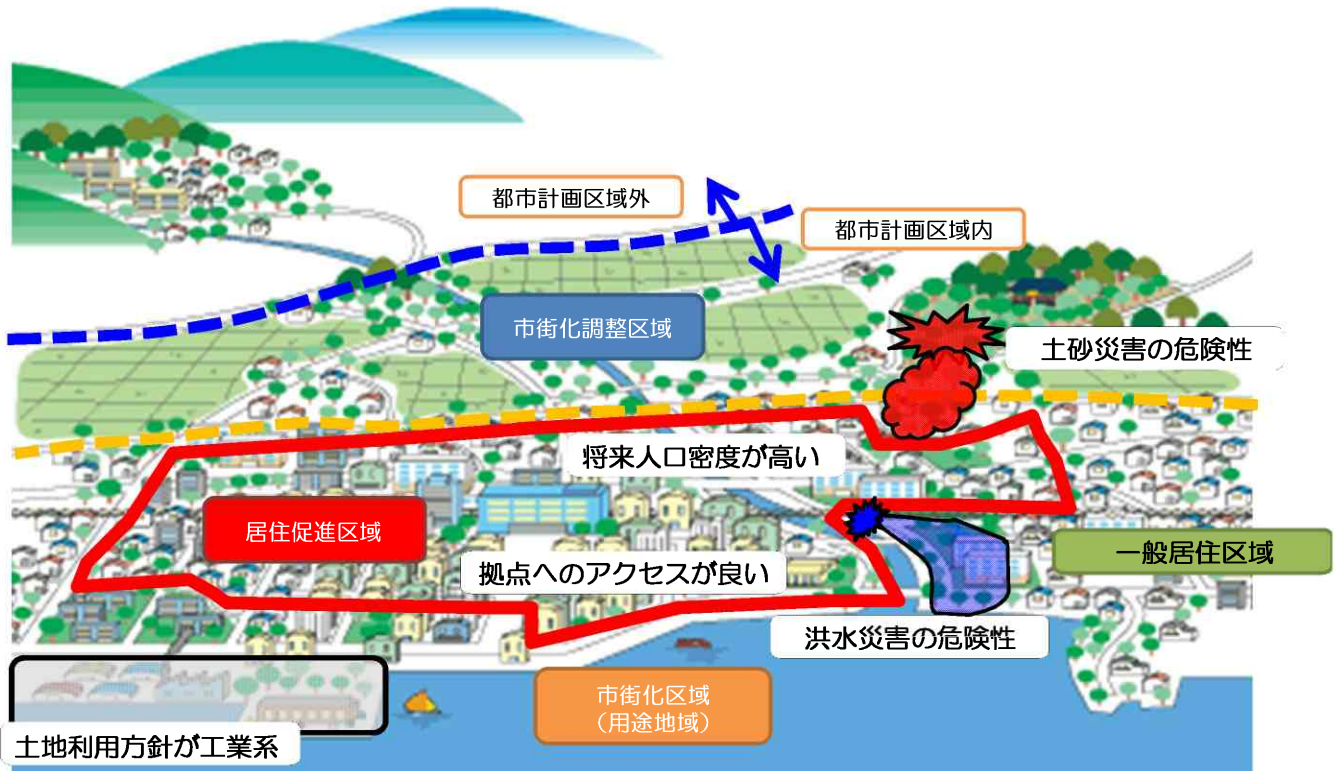 都市計画区域外
都市計画区域内
市街化調整区域
土砂災害の危険性
将来人口密度が高い
居住促進区域
一般居住区域
拠点へのアクセスが良い
洪水災害の危険性
市街化区域
（用途地域）
土地利用方針が工業系